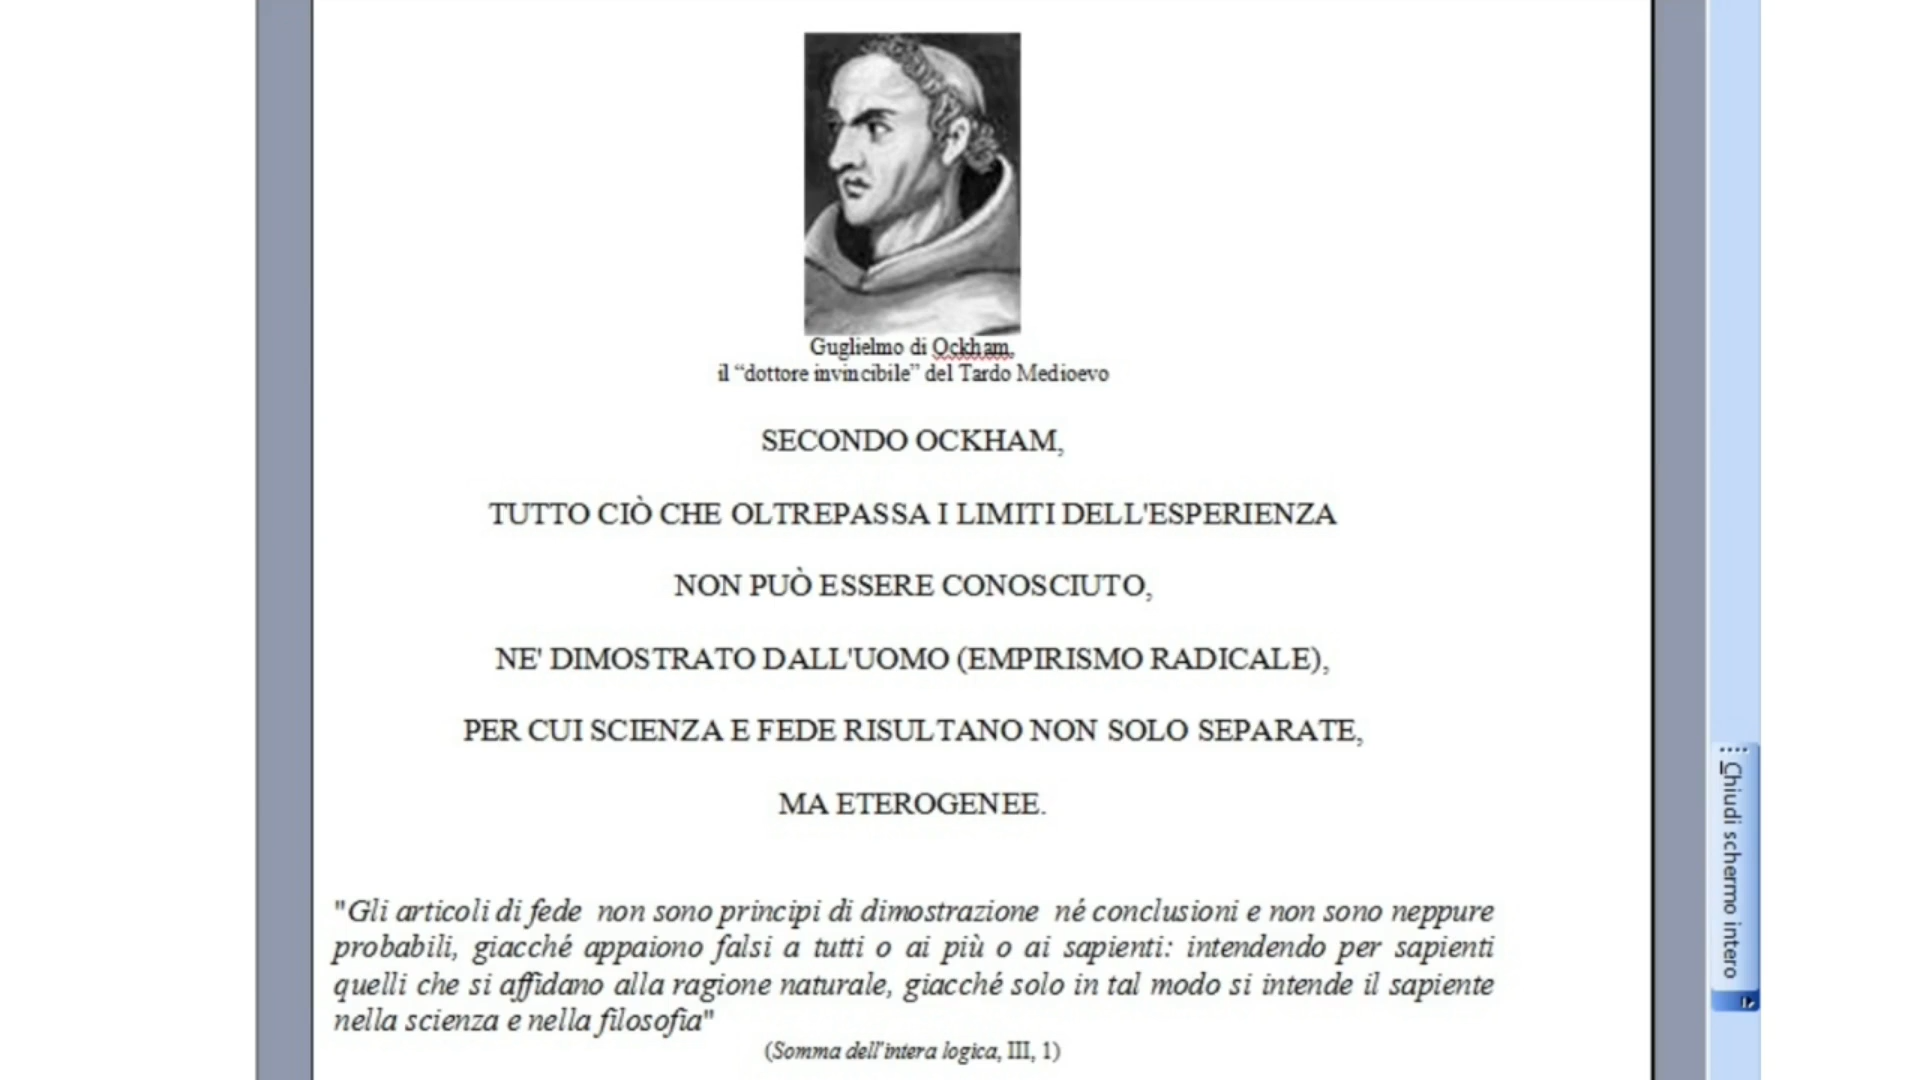 Guglielmo di Ockham,
il “dottore invincibile” del Tardo Medioevo
SECONDO OCKHAM,
TUTTO CIÒ CHE OLTREPASSA I LIMITI DELL'ESPERIENZA
NON PUÒ ESSERE CONOSCIUTO,
NE' DIMOSTRATO DALL'UOMO (EMPIRISMO RADICALE),
PER CUI SCIENZA E FEDE RISULTANO NON SOLO SEPARATE,
MA ETEROGENEE.
"Gli articoli di fede non sono principi di dimostrazione né conclusioni e non sono neppure
probabili, giacché appaiono falsi a tutti o ai più o ai sapienti: intendendo per sapienti
quelli che si affidano alla ragione naturale, giacché solo in tal modo si intende il sapiente
nella scienza e nella filosofia"
(Somma dell'intera logica, III, 1)
Chiudi schermo intero